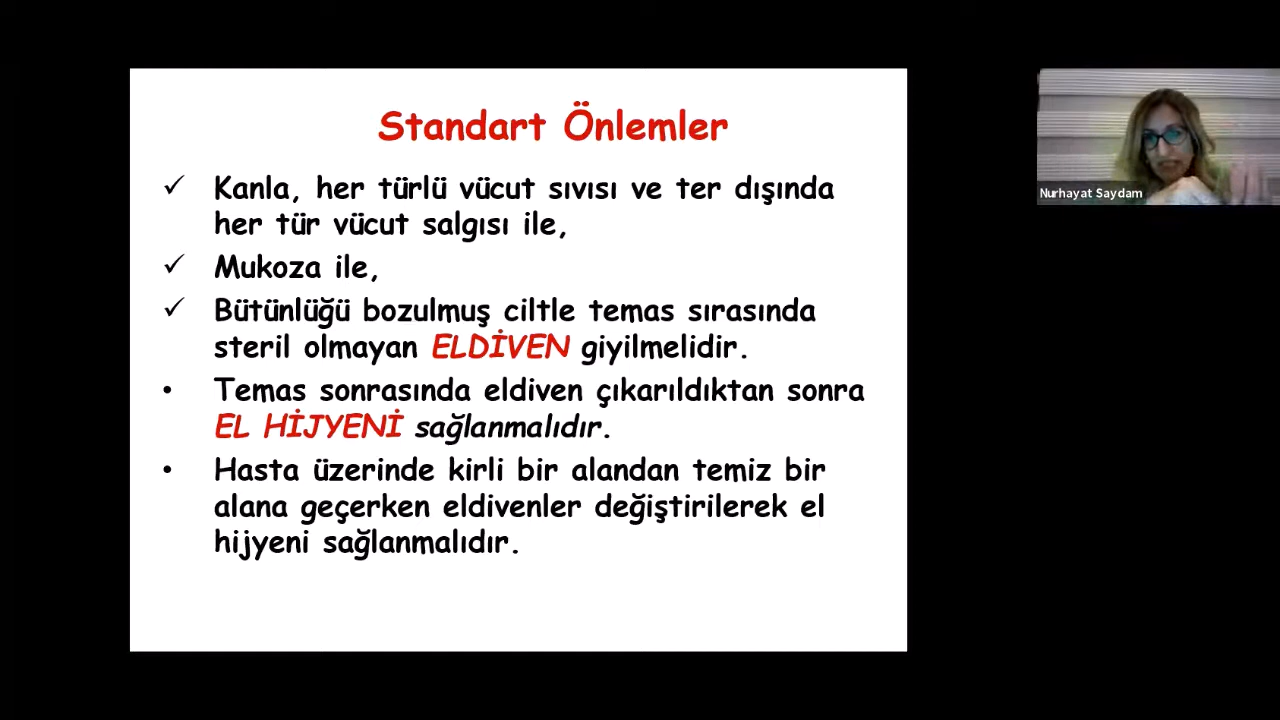 Standart Önlemler
✓ Kanla, her türlü vücut sıvısı ve ter dışında
her tür vücut salgısı ile,
✓ Mukoza ile,
✓ Bütünlüğü bozulmuş ciltle temas sırasında
steril olmayan ELDİVEN giyilmelidir.
• Temas sonrasında eldiven çıkarıldıktan sonra
EL HİJYENİ sağlanmalıdır.
• Hasta üzerinde kirli bir alandan temiz bir
alana geçerken eldivenler değiştirilerek el
hijyeni sağlanmalıdır.
Nurhayat Saydam